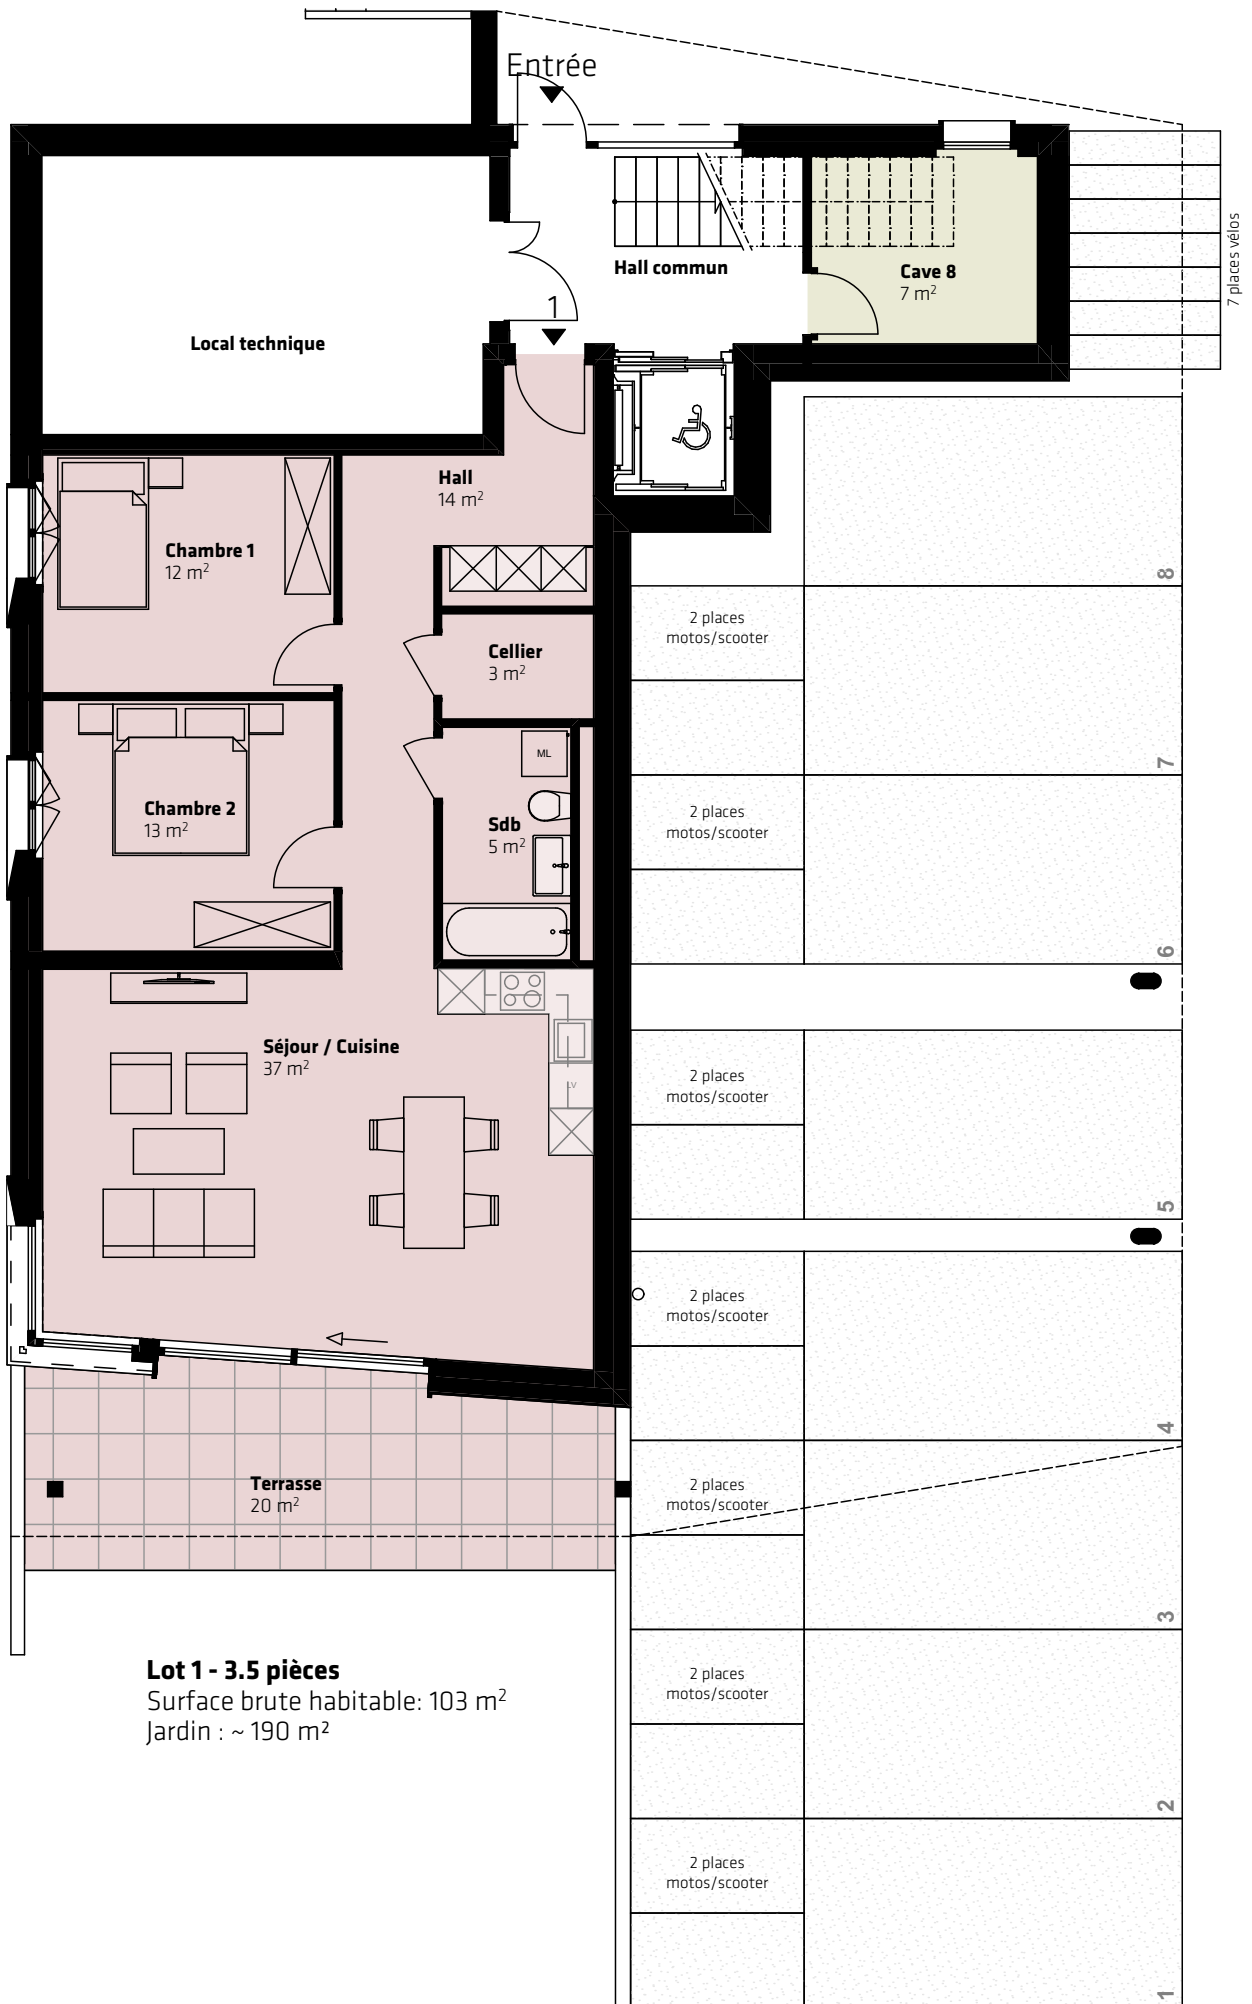 Entrée
7 places vélos
Hall commun
Cave 8
7 m²
1
Local technique
Hall
14 m²
Chambre 1
12 m²
8
2 places
motos/scooter
Cellier
3 m²
7
ML
Chambre 2
13 m²
Sdb
5 m²
2 places
motos/scooter
6
Séjour / Cuisine
37 m²
LV
2 places
motos/scooter
5
2 places
motos/scooter
4
Terrasse
20 m²
2 places
motos/scooter
3
Lot 1 - 3.5 pièces
Surface brute habitable: 103 m²
Jardin : ~ 190 m²
2 places
motos/scooter
2
2 places
motos/scooter
1